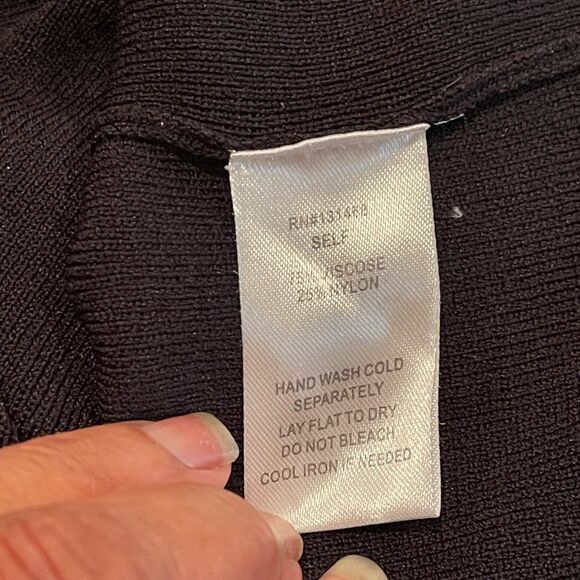 RN#131468
SELF
75% VISCOSE
25% NYLON
HAND WASH COLD
SEPARATELY
LAY FLAT TO DRY
DO NOT BLEACH
COOL IRON IF NEEDED